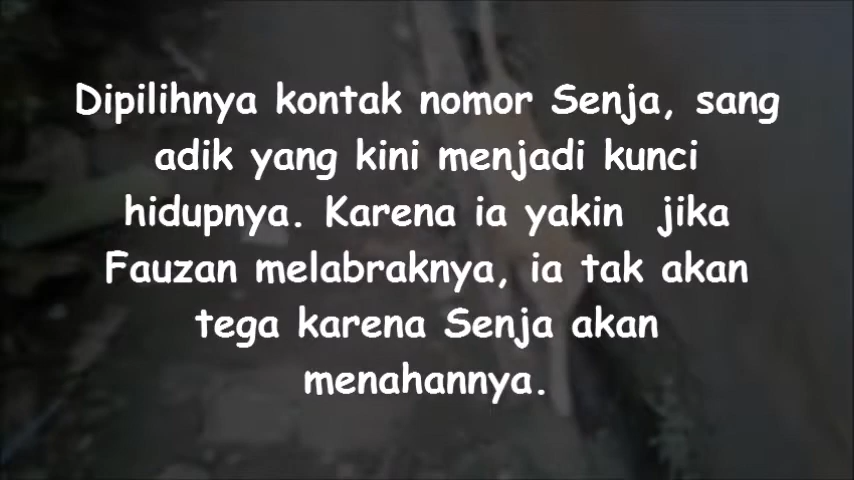 Dipilihnya kontak nomor Senja, sang
adik yang kini menjadi kunci
hidupnya. Karena ia yakin  jika
Fauzan melabraknya, ia tak akan
tega karena Senja akan
menahannya.